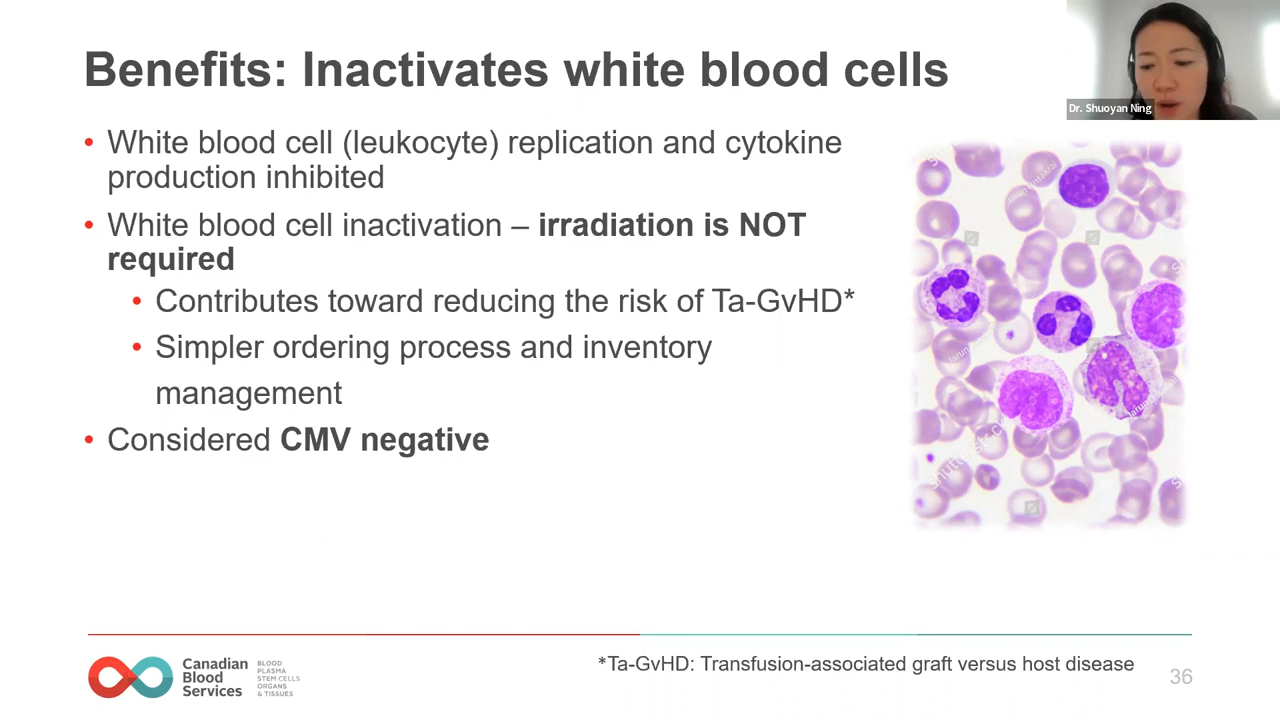 Benefits: Inactivates white blood cells
Dr. Shuoyan Ning
• White blood cell (leukocyte) replication and cytokine
production inhibited
• White blood cell inactivation – irradiation is NOT
required
• Contributes toward reducing the risk of Ta-GvHD*
• Simpler ordering process and inventory
management
• Considered CMV negative
Canadian
Blood
Services
BLOOD
PLASMA
STEM CELLS
ORGANS
& TISSUES
*Ta-GvHD: Transfusion-associated graft versus host disease
36